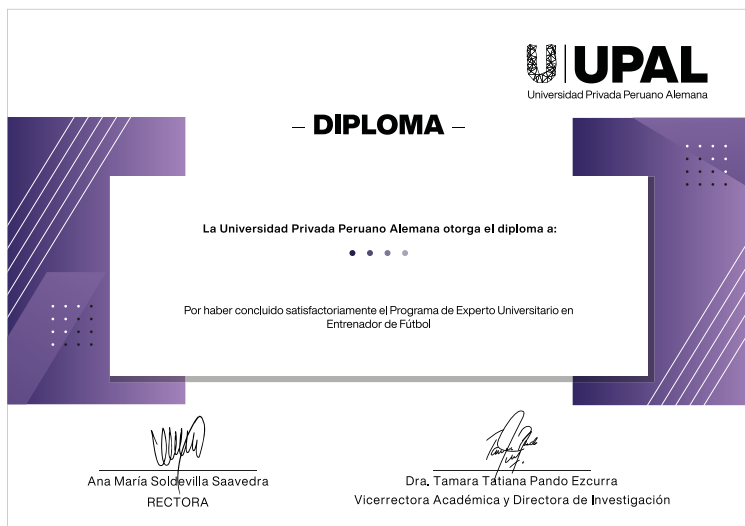 UPAL
Universidad Privada Peruano Alemana
– DIPLOMA –
La Universidad Privada Peruano Alemana otorga el diploma a:
Por haber concluido satisfactoriamente el Programa de Experto Universitario en
Entrenador de Fútbol
Ana María Soldevilla Saavedra
RECTORA
Dra. Tamara Tatiana Pando Ezcurra
Vicerrectora Académica y Directora de Investigación